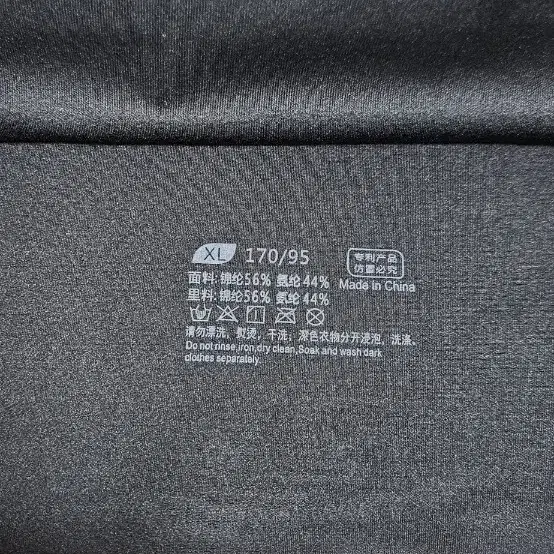 XL 170/95
专利产品
仿冒必究
面料:锦纶56% 氨纶44%
Made in China
里料:锦纶56% 氨纶44%
请勿漂洗,熨烫,干洗;深色衣物分开浸泡,洗涤。
Do not rinse,iron,dry clean,Soak and wash dark
clothes separately.